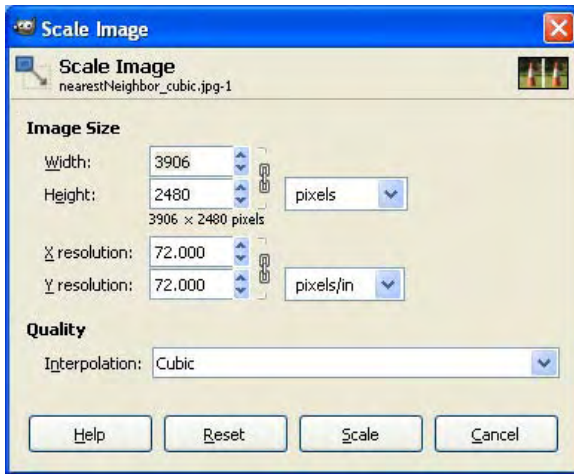 Scale Image
Scale Image
nearestNeighbor_cubic.jpg-1
Image Size
Width: 3906
Height: 2480 pixels
3906 × 2480 pixels
X resolution: 72.000
Y resolution: 72.000 pixels/in
Quality
Interpolation: Cubic
Help Reset Scale Cancel